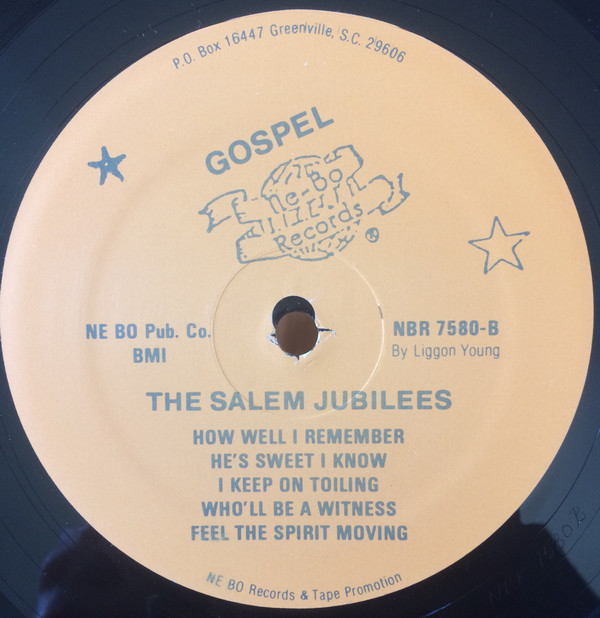 P.O. Box 16447 Greenville, S.C. 29606
GOSPEL
Ne-Bo
Records
®
NE BO Pub. Co.
BMI
NBR 7580-B
By Liggon Young
THE SALEM JUBILEES
HOW WELL I REMEMBER
HE'S SWEET I KNOW
I KEEP ON TOILING
WHO'LL BE A WITNESS
FEEL THE SPIRIT MOVING
NE BO Records & Tape Promotion